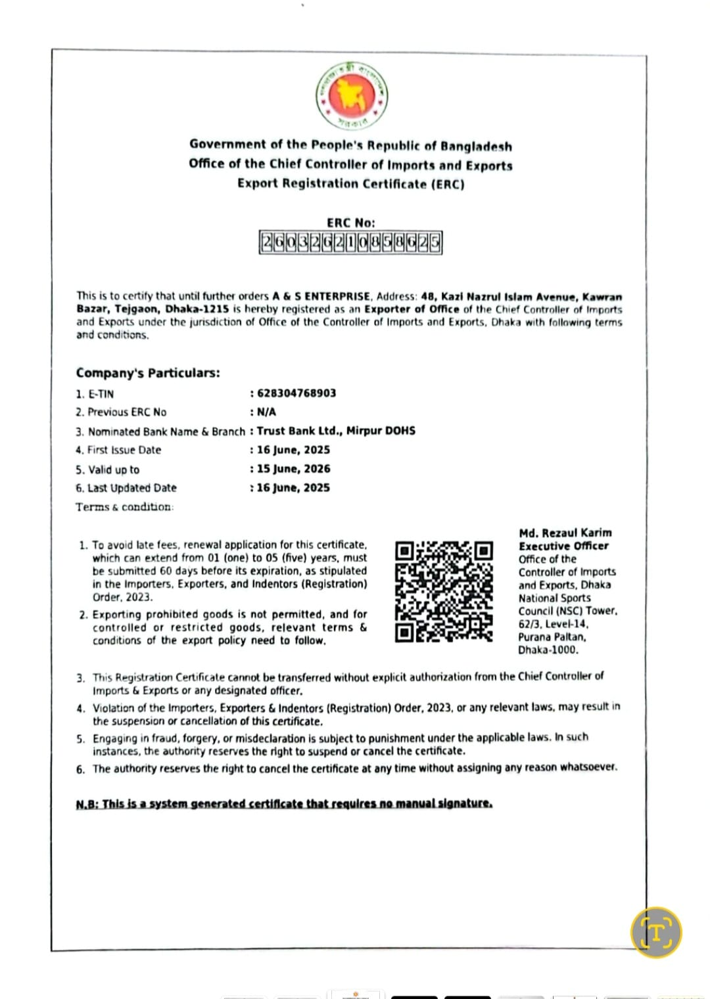 গণপ্রজাতন্ত্রী বাংলাদেশ
সরকার
Government of the People's Republic of Bangladesh
Office of the Chief Controller of Imports and Exports
Export Registration Certificate (ERC)
ERC No:
260326210858625
This is to certify that until further orders A & S ENTERPRISE, Address: 48, Kazi Nazrul Islam Avenue, Kawran
Bazar, Tejgaon, Dhaka-1215 is hereby registered as an Exporter of Office of the Chief Controller of Imports
and Exports under the jurisdiction of Office of the Controller of Imports and Exports, Dhaka with following terms
and conditions.
Company's Particulars:
1. E-TIN : 628304768903
2. Previous ERC No : N/A
3. Nominated Bank Name & Branch : Trust Bank Ltd., Mirpur DOHS
4. First Issue Date : 16 June, 2025
5. Valid up to : 15 June, 2026
6. Last Updated Date : 16 June, 2025
Terms & condition:
1. To avoid late fees, renewal application for this certificate,
which can extend from 01 (one) to 05 (five) years, must
be submitted 60 days before its expiration, as stipulated
in the Importers, Exporters, and Indentors (Registration)
Order, 2023.
2. Exporting prohibited goods is not permitted, and for
controlled or restricted goods, relevant terms &
conditions of the export policy need to follow.
Md. Rezaul Karim
Executive Officer
Office of the
Controller of Imports
and Exports, Dhaka
National Sports
Council (NSC) Tower,
62/3, Level-14,
Purana Paltan,
Dhaka-1000.
3. This Registration Certificate cannot be transferred without explicit authorization from the Chief Controller of
Imports & Exports or any designated officer.
4. Violation of the Importers, Exporters & Indentors (Registration) Order, 2023, or any relevant laws, may result in
the suspension or cancellation of this certificate.
5. Engaging in fraud, forgery, or misdeclaration is subject to punishment under the applicable laws. In such
instances, the authority reserves the right to suspend or cancel the certificate.
6. The authority reserves the right to cancel the certificate at any time without assigning any reason whatsoever.
N.B: This is a system generated certificate that requires no manual signature.
T